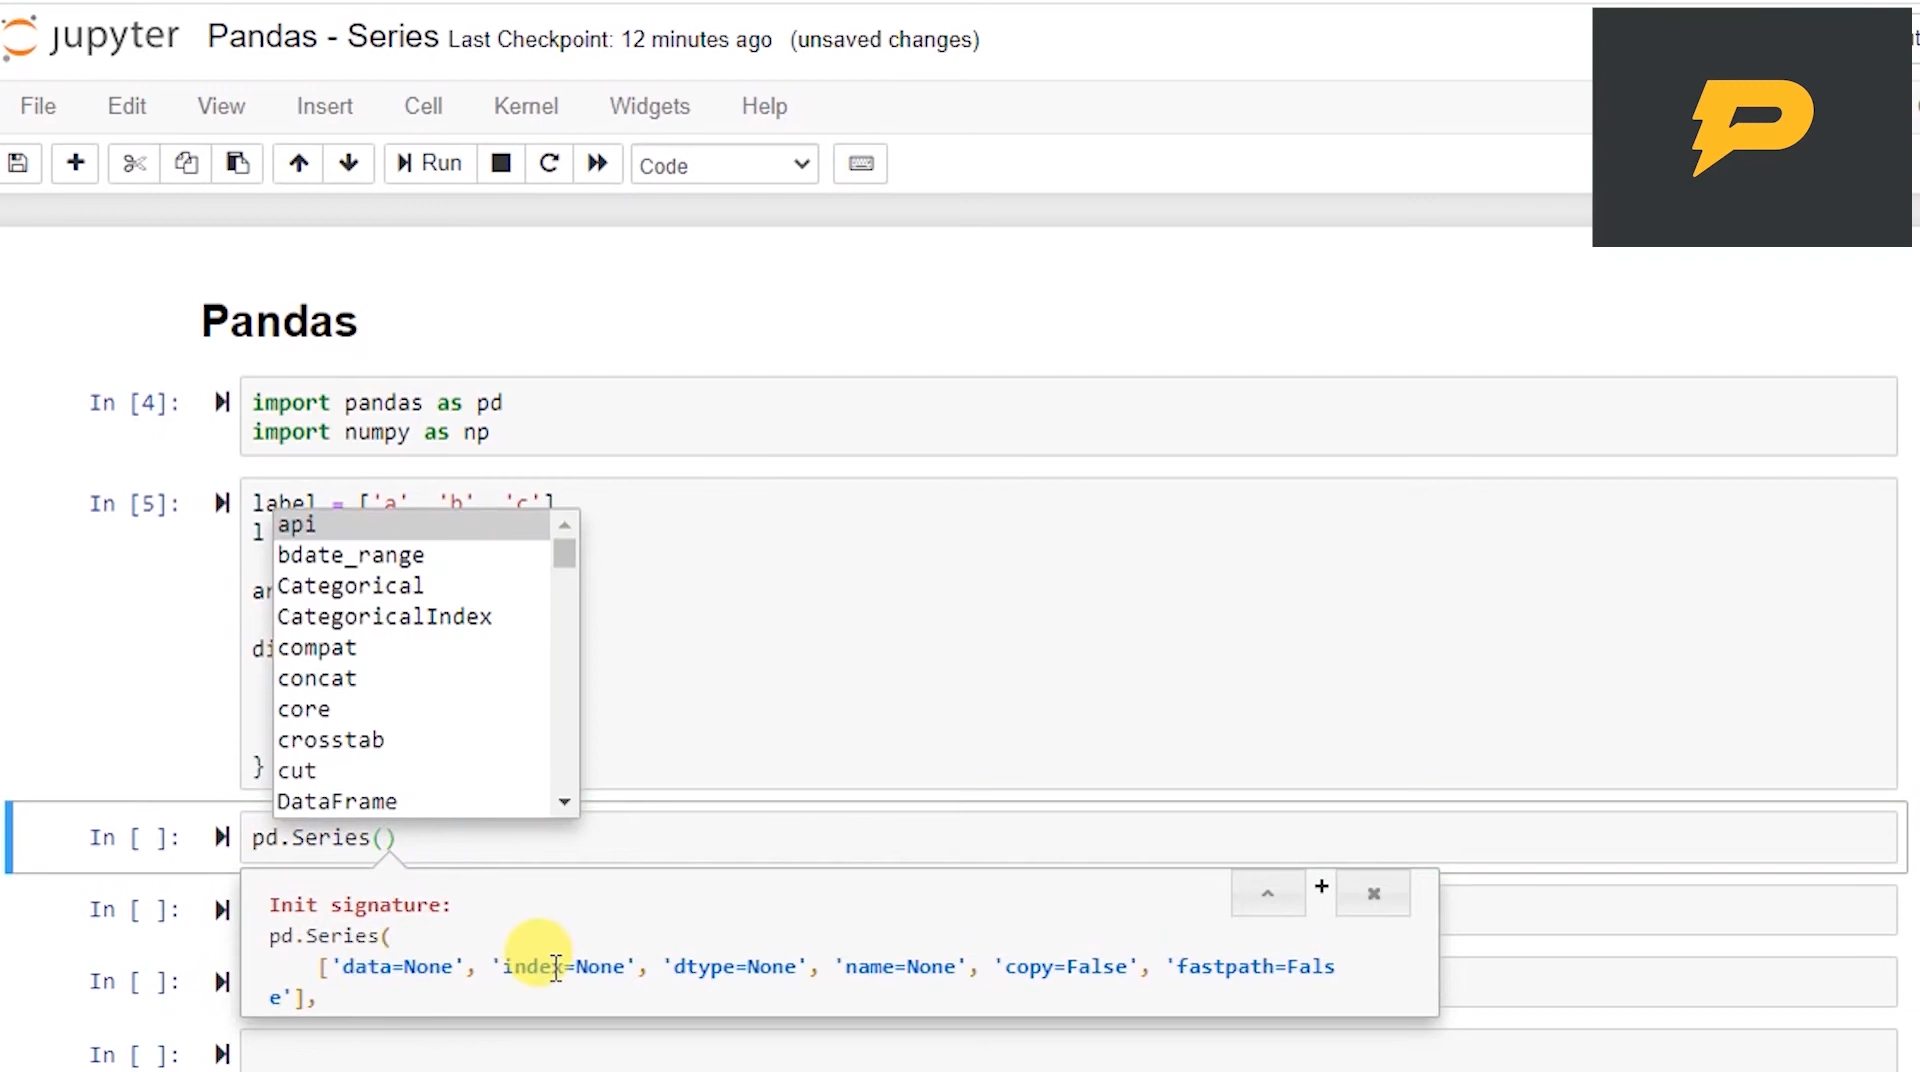 jupyter Pandas - Series Last Checkpoint: 12 minutes ago (unsaved changes)
File Edit View Insert Cell Kernel Widgets Help
Run Code
Pandas
In [4]: import pandas as pd
import numpy as np
In [5]: label = ['a', 'b', 'c']
l
ar
di
}
api
bdate_range
Categorical
CategoricalIndex
compat
concat
core
crosstab
cut
DataFrame
In [ ]: pd.Series()
Init signature:
pd.Series(
['data=None', 'index=None', 'dtype=None', 'name=None', 'copy=False', 'fastpath=Fals
e'],
In [ ]:
In [ ]:
In [ ]: